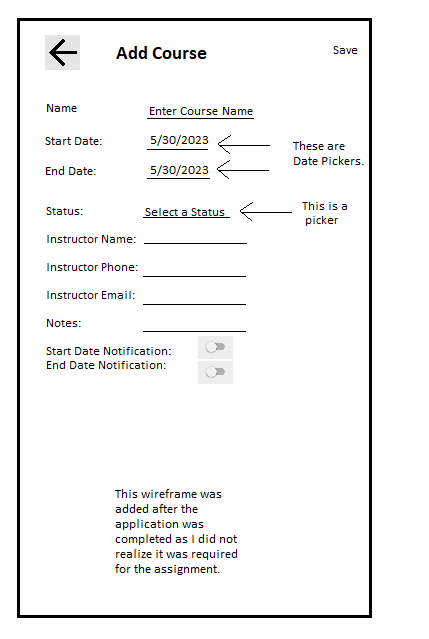 Add Course
Save
Name
Enter Course Name
Start Date:
5/30/2023
These are
Date Pickers.
End Date:
5/30/2023
Status:
Select a Status
This is a
picker
Instructor Name:
Instructor Phone:
Instructor Email:
Notes:
Start Date Notification:
End Date Notification:
This wireframe was
added after the
application was
completed as I did not
realize it was required
for the assignment.